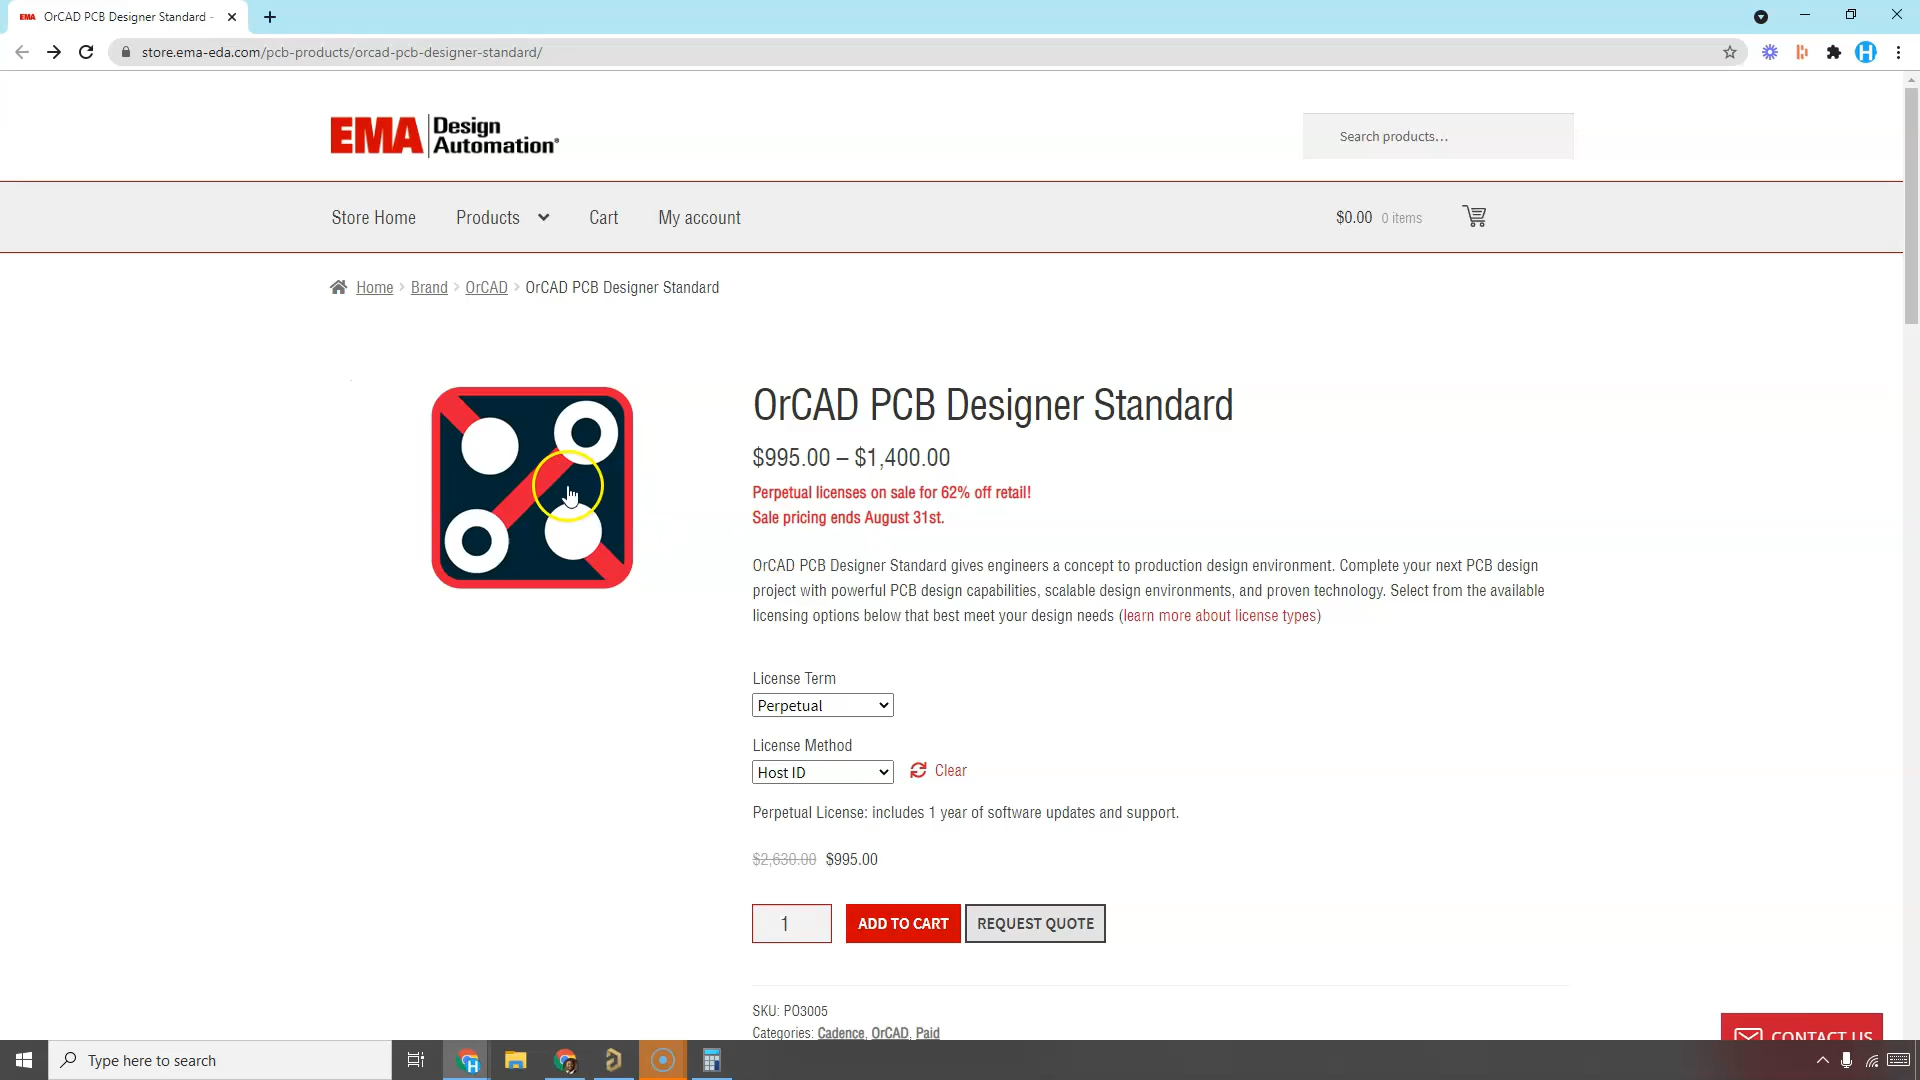 EMA OrCAD PCB Designer Standard -
store.ema-eda.com/pcb-products/orcad-pcb-designer-standard/
EMA Design Automation®
Search products…
Store Home Products Cart My account $0.00 0 items
Home Brand OrCAD OrCAD PCB Designer Standard
OrCAD PCB Designer Standard
$995.00 – $1,400.00
Perpetual licenses on sale for 62% off retail!
Sale pricing ends August 31st.
OrCAD PCB Designer Standard gives engineers a concept to production design environment. Complete your next PCB design
project with powerful PCB design capabilities, scalable design environments, and proven technology. Select from the available
licensing options below that best meet your design needs (learn more about license types)
License Term
Perpetual
License Method
Host ID Clear
Perpetual License: includes 1 year of software updates and support.
$2,630.00 $995.00
1 ADD TO CART REQUEST QUOTE
SKU: PO3005
Categories: Cadence, OrCAD, Paid
CONTACT US
Type here to search